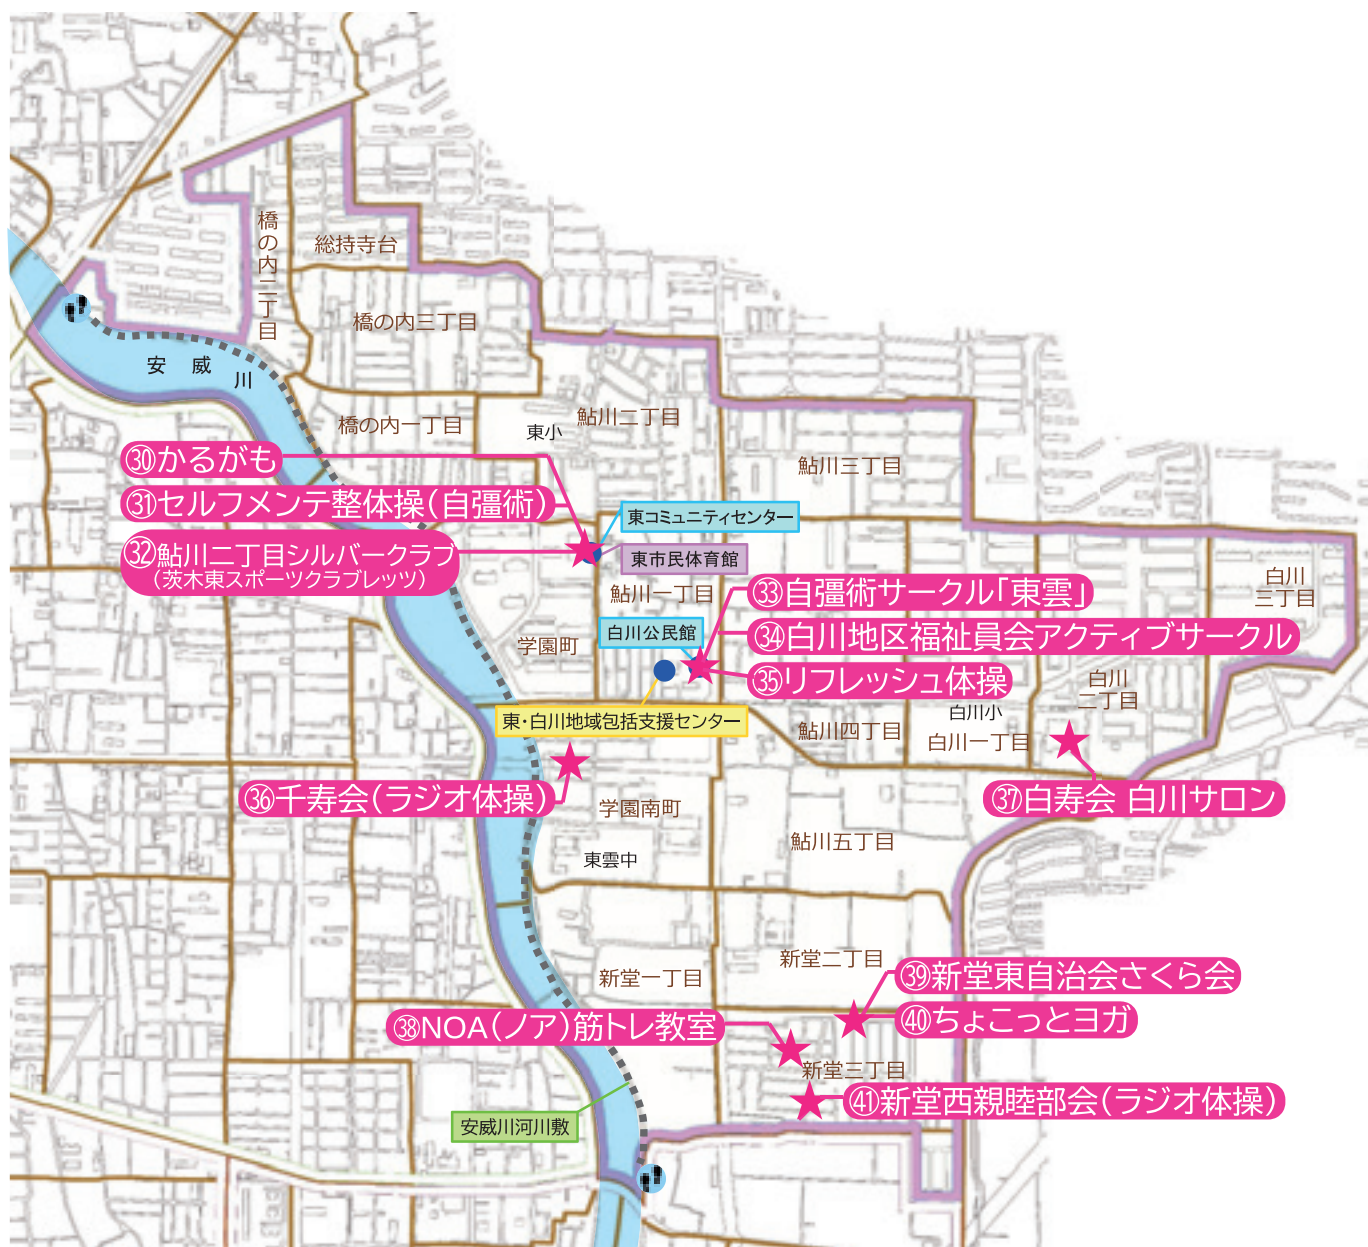 橋の内二丁目
総持寺台
橋の内三丁目
安威川
橋の内一丁目
東小
鮎川二丁目
鮎川三丁目
㉚かるがも
㉛セルフメンテ整体操(自彊術)
㉜鮎川二丁目シルバークラブ
(茨木東スポーツクラブレッツ)
東コミュニティセンター
東市民体育館
鮎川一丁目
㉝自彊術サークル「東雲」
白川
三丁目
白川公民館
学園町
㉞白川地区福祉員会アクティブサークル
㉟リフレッシュ体操
白川
二丁目
東・白川地域包括支援センター
鮎川四丁目
白川小
白川一丁目
㊱千寿会(ラジオ体操)
学園南町
㊲白寿会 白川サロン
鮎川五丁目
東雲中
新堂二丁目
新堂一丁目
㊴新堂東自治会さくら会
㊳NOA(ノア)筋トレ教室
㊵ちょこっとヨガ
新堂三丁目
㊶新堂西親睦部会(ラジオ体操)
安威川河川敷